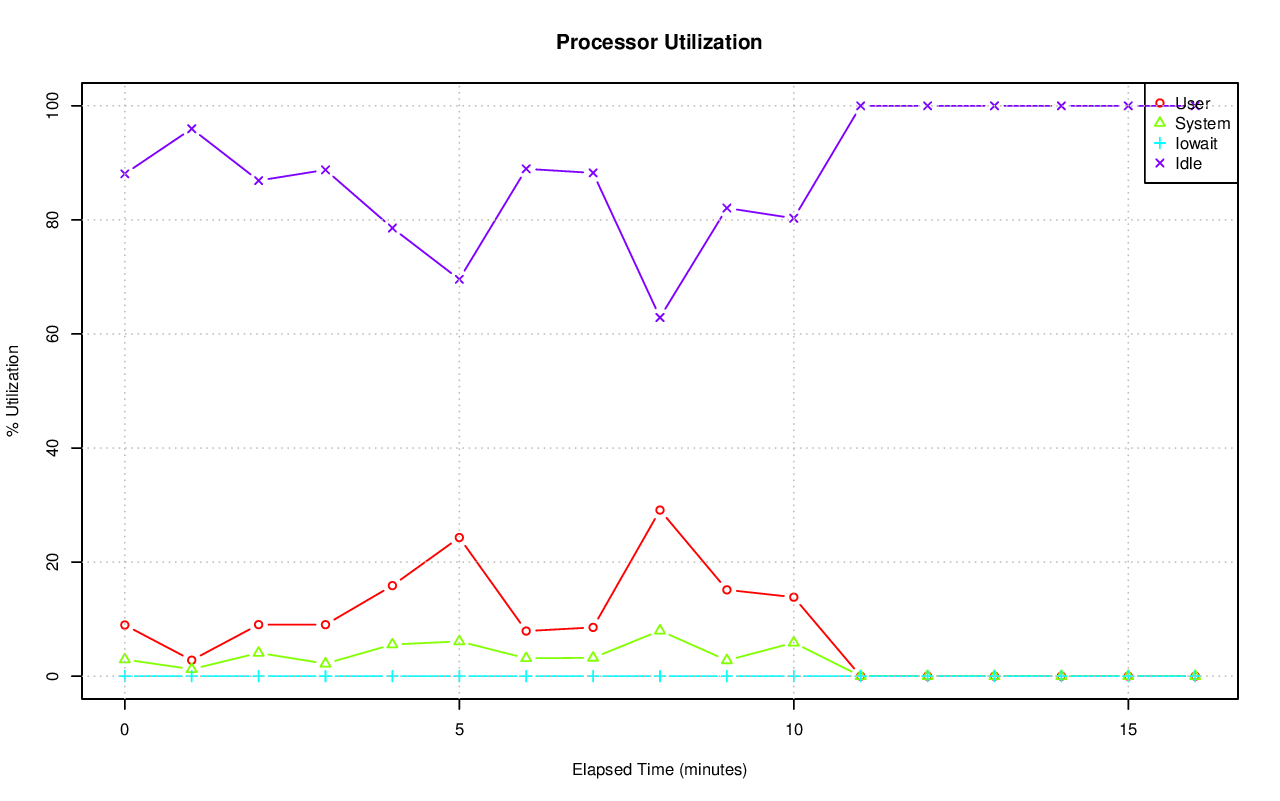 Processor Utilization
100
80
60
40
20
0
% Utilization
User
System
Iowait
Idle
0 5 10 15
Elapsed Time (minutes)